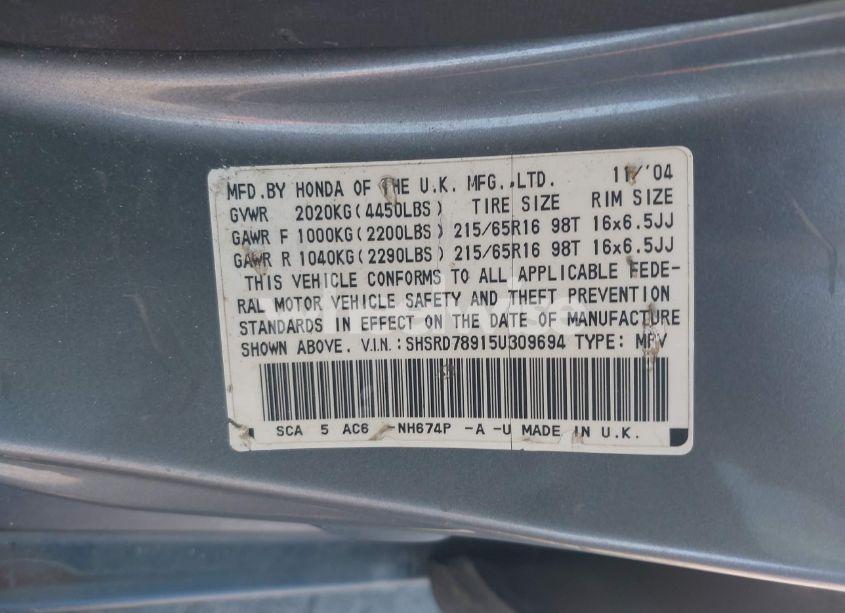 MFD.BY HONDA OF THE U.K. MFG.,LTD. 11/'04
GVWR 2020KG(4450LBS) TIRE SIZE RIM SIZE
GAWR F 1000KG(2200LBS) 215/65R16 98T 16x6.5JJ
GAWR R 1040KG(2290LBS) 215/65R16 98T 16x6.5JJ
THIS VEHICLE CONFORMS TO ALL APPLICABLE FEDE-
RAL MOTOR VEHICLE SAFETY AND THEFT PREVENTION
STANDARDS IN EFFECT ON THE DATE OF MANUFACTURE
SHOWN ABOVE. V.I.N.: SHSRD78915U309694 TYPE: MPV
SCA 5 AC6 -NH674P -A -U MADE IN U.K.